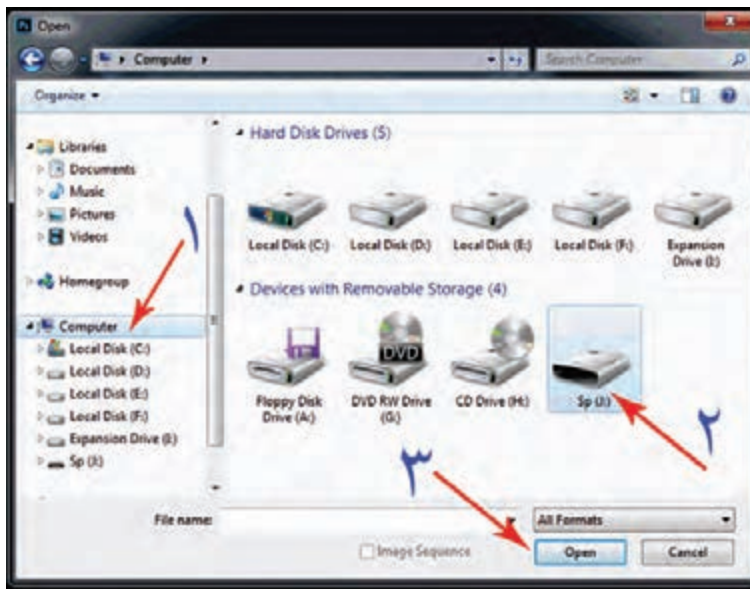 Ps Open
Computer
Search Computer
Organize
Libraries
Documents
Music
Pictures
Videos
Homegroup
Computer
Local Disk (C:)
Local Disk (D:)
Local Disk (E:)
Local Disk (F:)
Expansion Drive (I:)
Sp (J:)
Hard Disk Drives (5)
Local Disk (C:) Local Disk (D:) Local Disk (E:) Local Disk (F:) Expansion
Drive (I:)
Devices with Removable Storage (4)
DVD
Floppy Disk DVD RW Drive CD Drive (H:) Sp (J:)
Drive (A:) (G:)
۱
۲
۳
File name:
All Formats
Image Sequence
Open Cancel